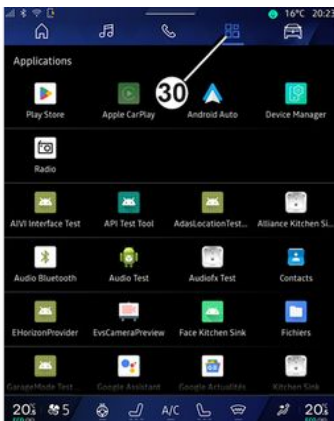 16°C 20:23
Applications
30
Play Store Apple CarPlay Android Auto Device Manager
Radio
AIVI Interface Test API Test Tool AdasLocationTest... Alliance Kitchen Si...
Audio Bluetooth Audio Test Audiofx Test Contacts
EHorizonProvider EvsCameraPreview Face Kitchen Sink Fichiers
GarageMode Test Google Assistant Google Actualités Kitchen Sink
20 5 A/C 20